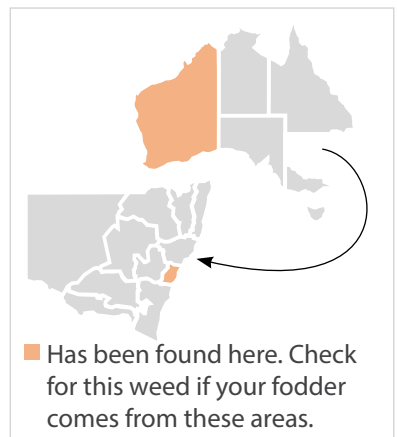 Has been found here. Check
for this weed if your fodder
comes from these areas.